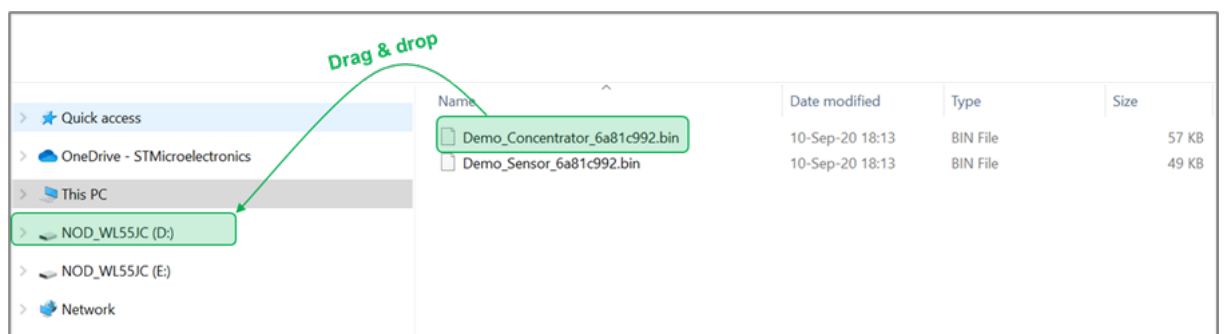 Drag & drop
Name
Date modified
Type
Size
Quick access
OneDrive - STMicroelectronics
This PC
NOD_WL55JC (D:)
NOD_WL55JC (E:)
Network
Demo_Concentrator_6a81c992.bin 10-Sep-20 18:13 BIN File 57 KB
Demo_Sensor_6a81c992.bin 10-Sep-20 18:13 BIN File 49 KB